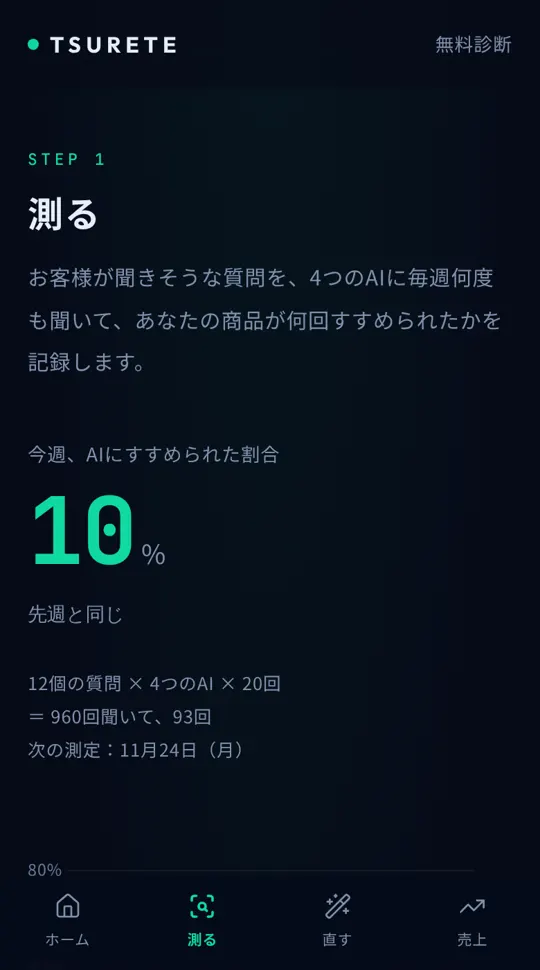 TSURETE
無料診断
STEP 1
測る
お客様が聞きそうな質問を、4つのAIに毎週何度
も聞いて、あなたの商品が何回すすめられたかを
記録します。
今週、AIにすすめられた割合
10%
先週と同じ
12個の質問 × 4つのAI × 20回
＝ 960回聞いて、93回
次の測定：11月24日（月）
80%
ホーム
測る
直す
売上